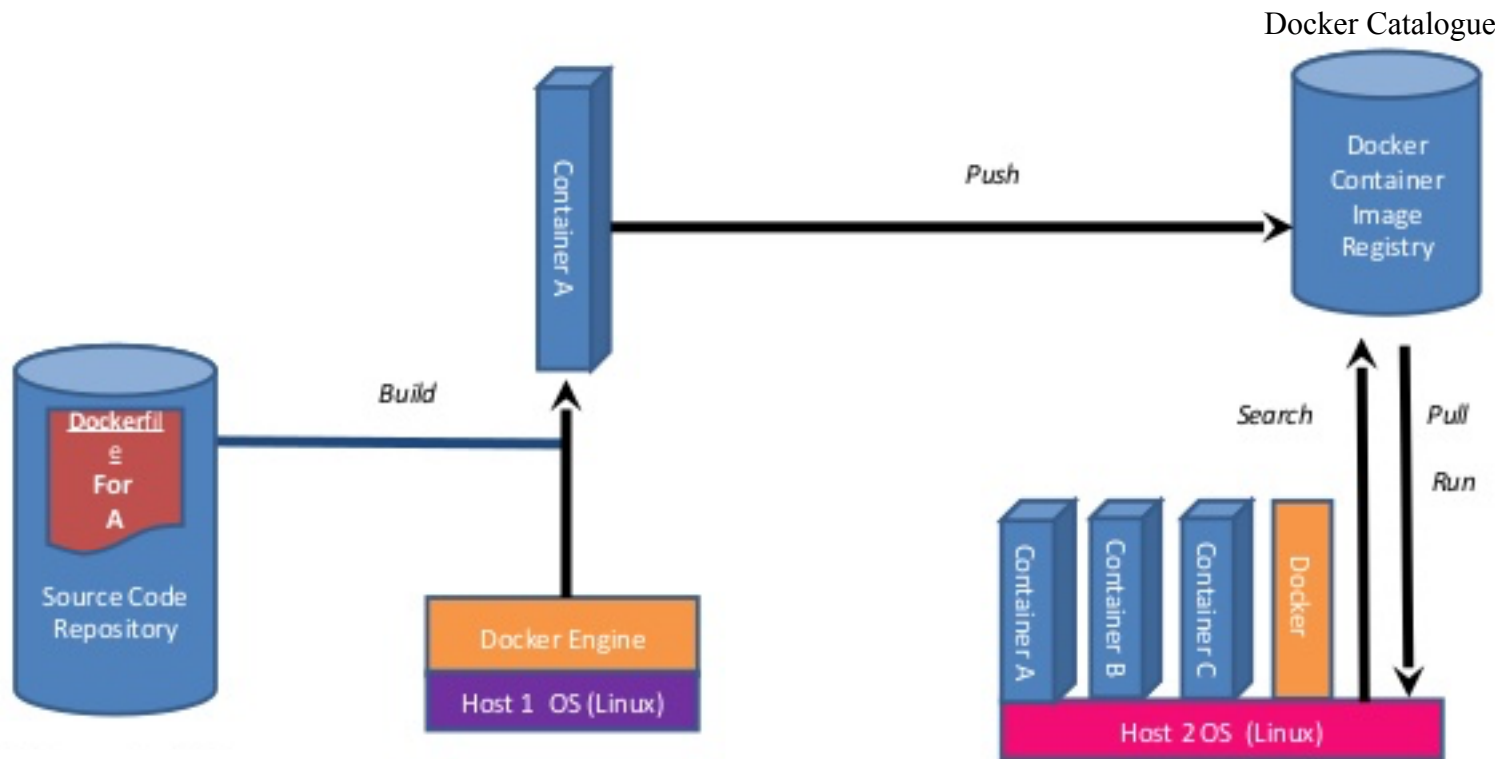 Docker Catalogue
Docker
Container
Image
Registry
Container A
Push
Build
Dockerfil
e
For
A
Source Code
Repository
Docker Engine
Host 1 OS (Linux)
Search
Pull
Run
Container A
Container B
Container C
Docker
Host 2 OS (Linux)